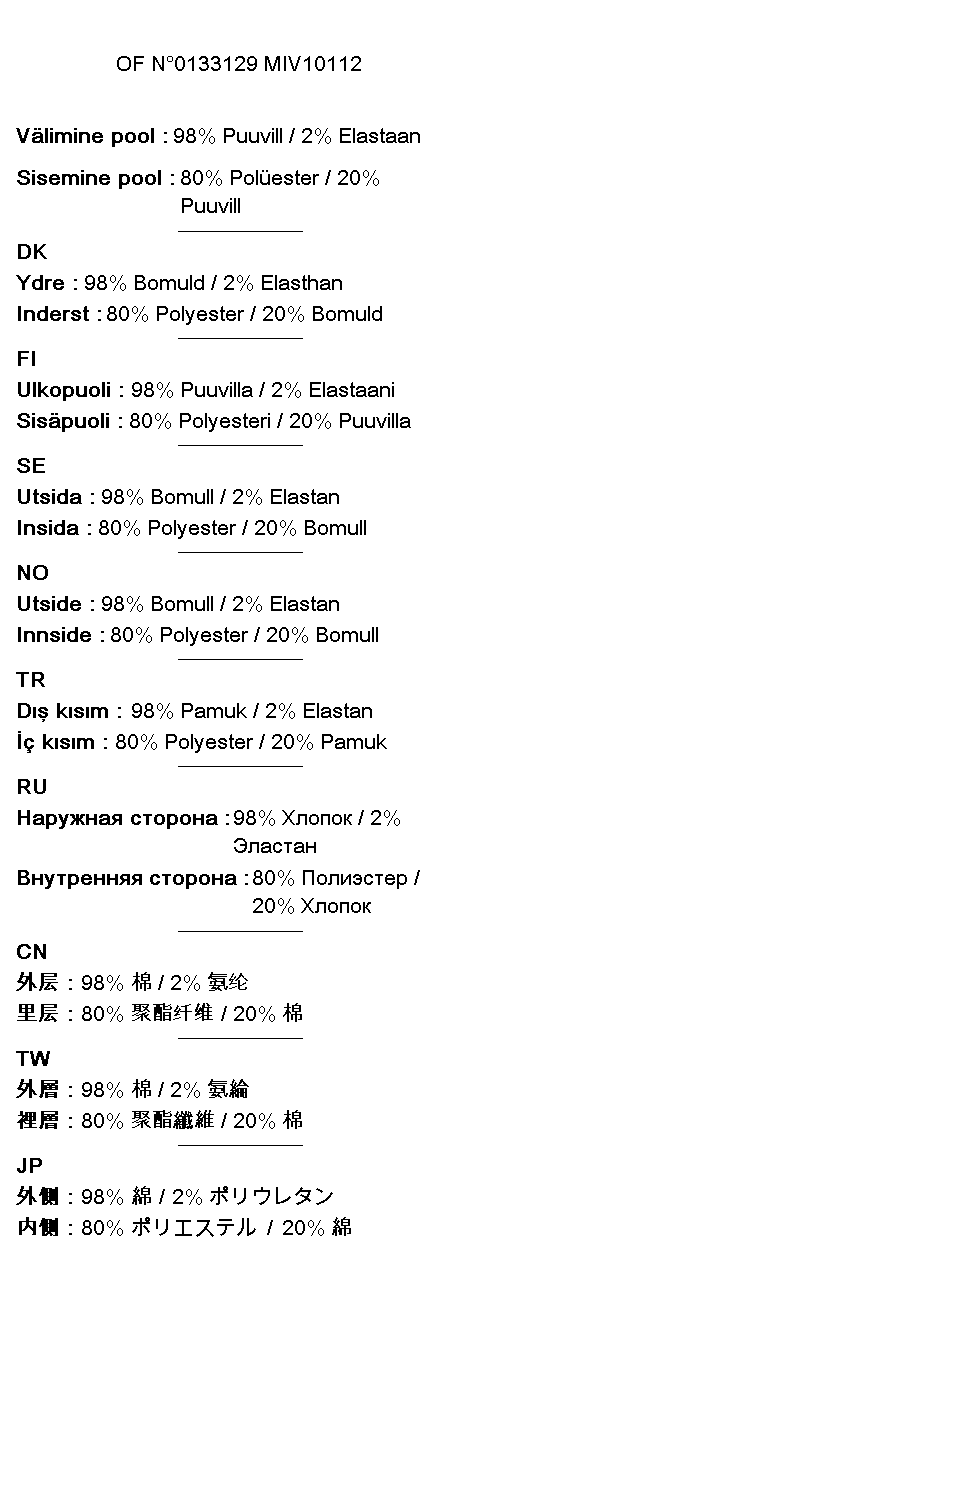 OF N°0133129 MIV10112
Välimine pool : 98% Puuvill / 2% Elastaan
Sisemine pool : 80% Polüester / 20%
Puuvill
DK
Ydre : 98% Bomuld / 2% Elasthan
Inderst : 80% Polyester / 20% Bomuld
FI
Ulkopuoli : 98% Puuvilla / 2% Elastaani
Sisäpuoli : 80% Polyesteri / 20% Puuvilla
SE
Utsida : 98% Bomull / 2% Elastan
Insida : 80% Polyester / 20% Bomull
NO
Utside : 98% Bomull / 2% Elastan
Innside : 80% Polyester / 20% Bomull
TR
Dış kısım : 98% Pamuk / 2% Elastan
İç kısım : 80% Polyester / 20% Pamuk
RU
Наружная сторона : 98% Хлопок / 2%
Эластан
Внутренняя сторона : 80% Полиэстер /
20% Хлопок
CN
外层 : 98% 棉 / 2% 氨纶
里层 : 80% 聚酯纤维 / 20% 棉
TW
外層 : 98% 棉 / 2% 氨綸
裡層 : 80% 聚酯纖維 / 20% 棉
JP
外側 : 98% 綿 / 2% ポリウレタン
内側 : 80% ポリエステル / 20% 綿